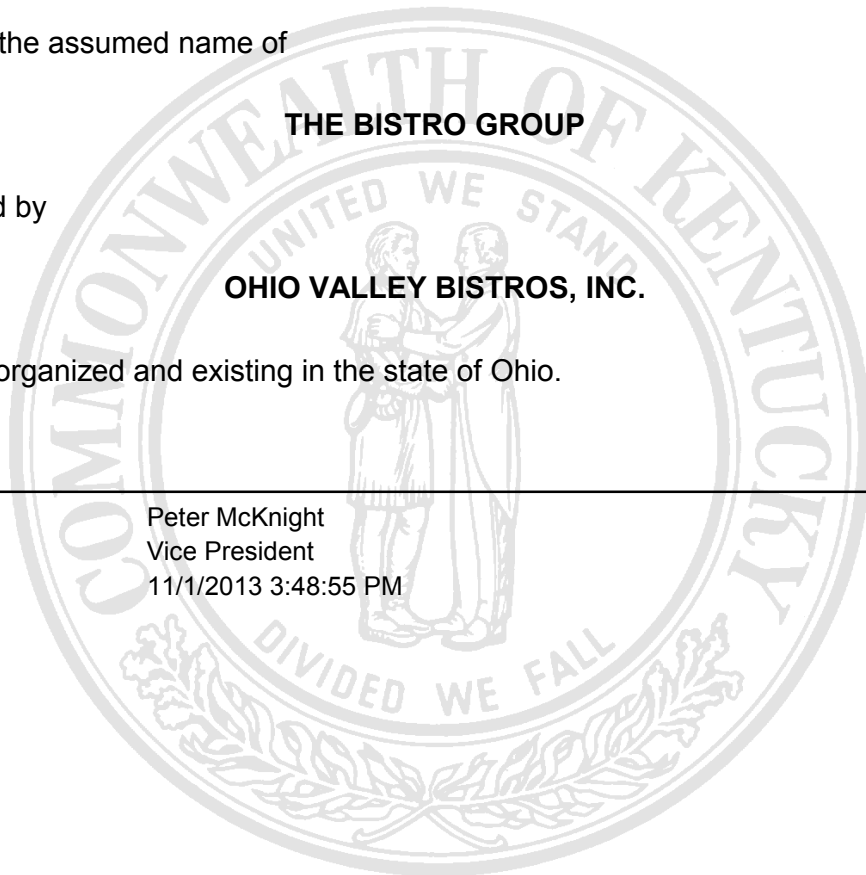 the assumed name of
THE BISTRO GROUP
d by
OHIO VALLEY BISTROS, INC.
organized and existing in the state of Ohio.
Peter McKnight
Vice President
11/1/2013 3:48:55 PM
COMMONWEALTH OF KENTUCKY
UNITED WE STAND
DIVIDED WE FALL